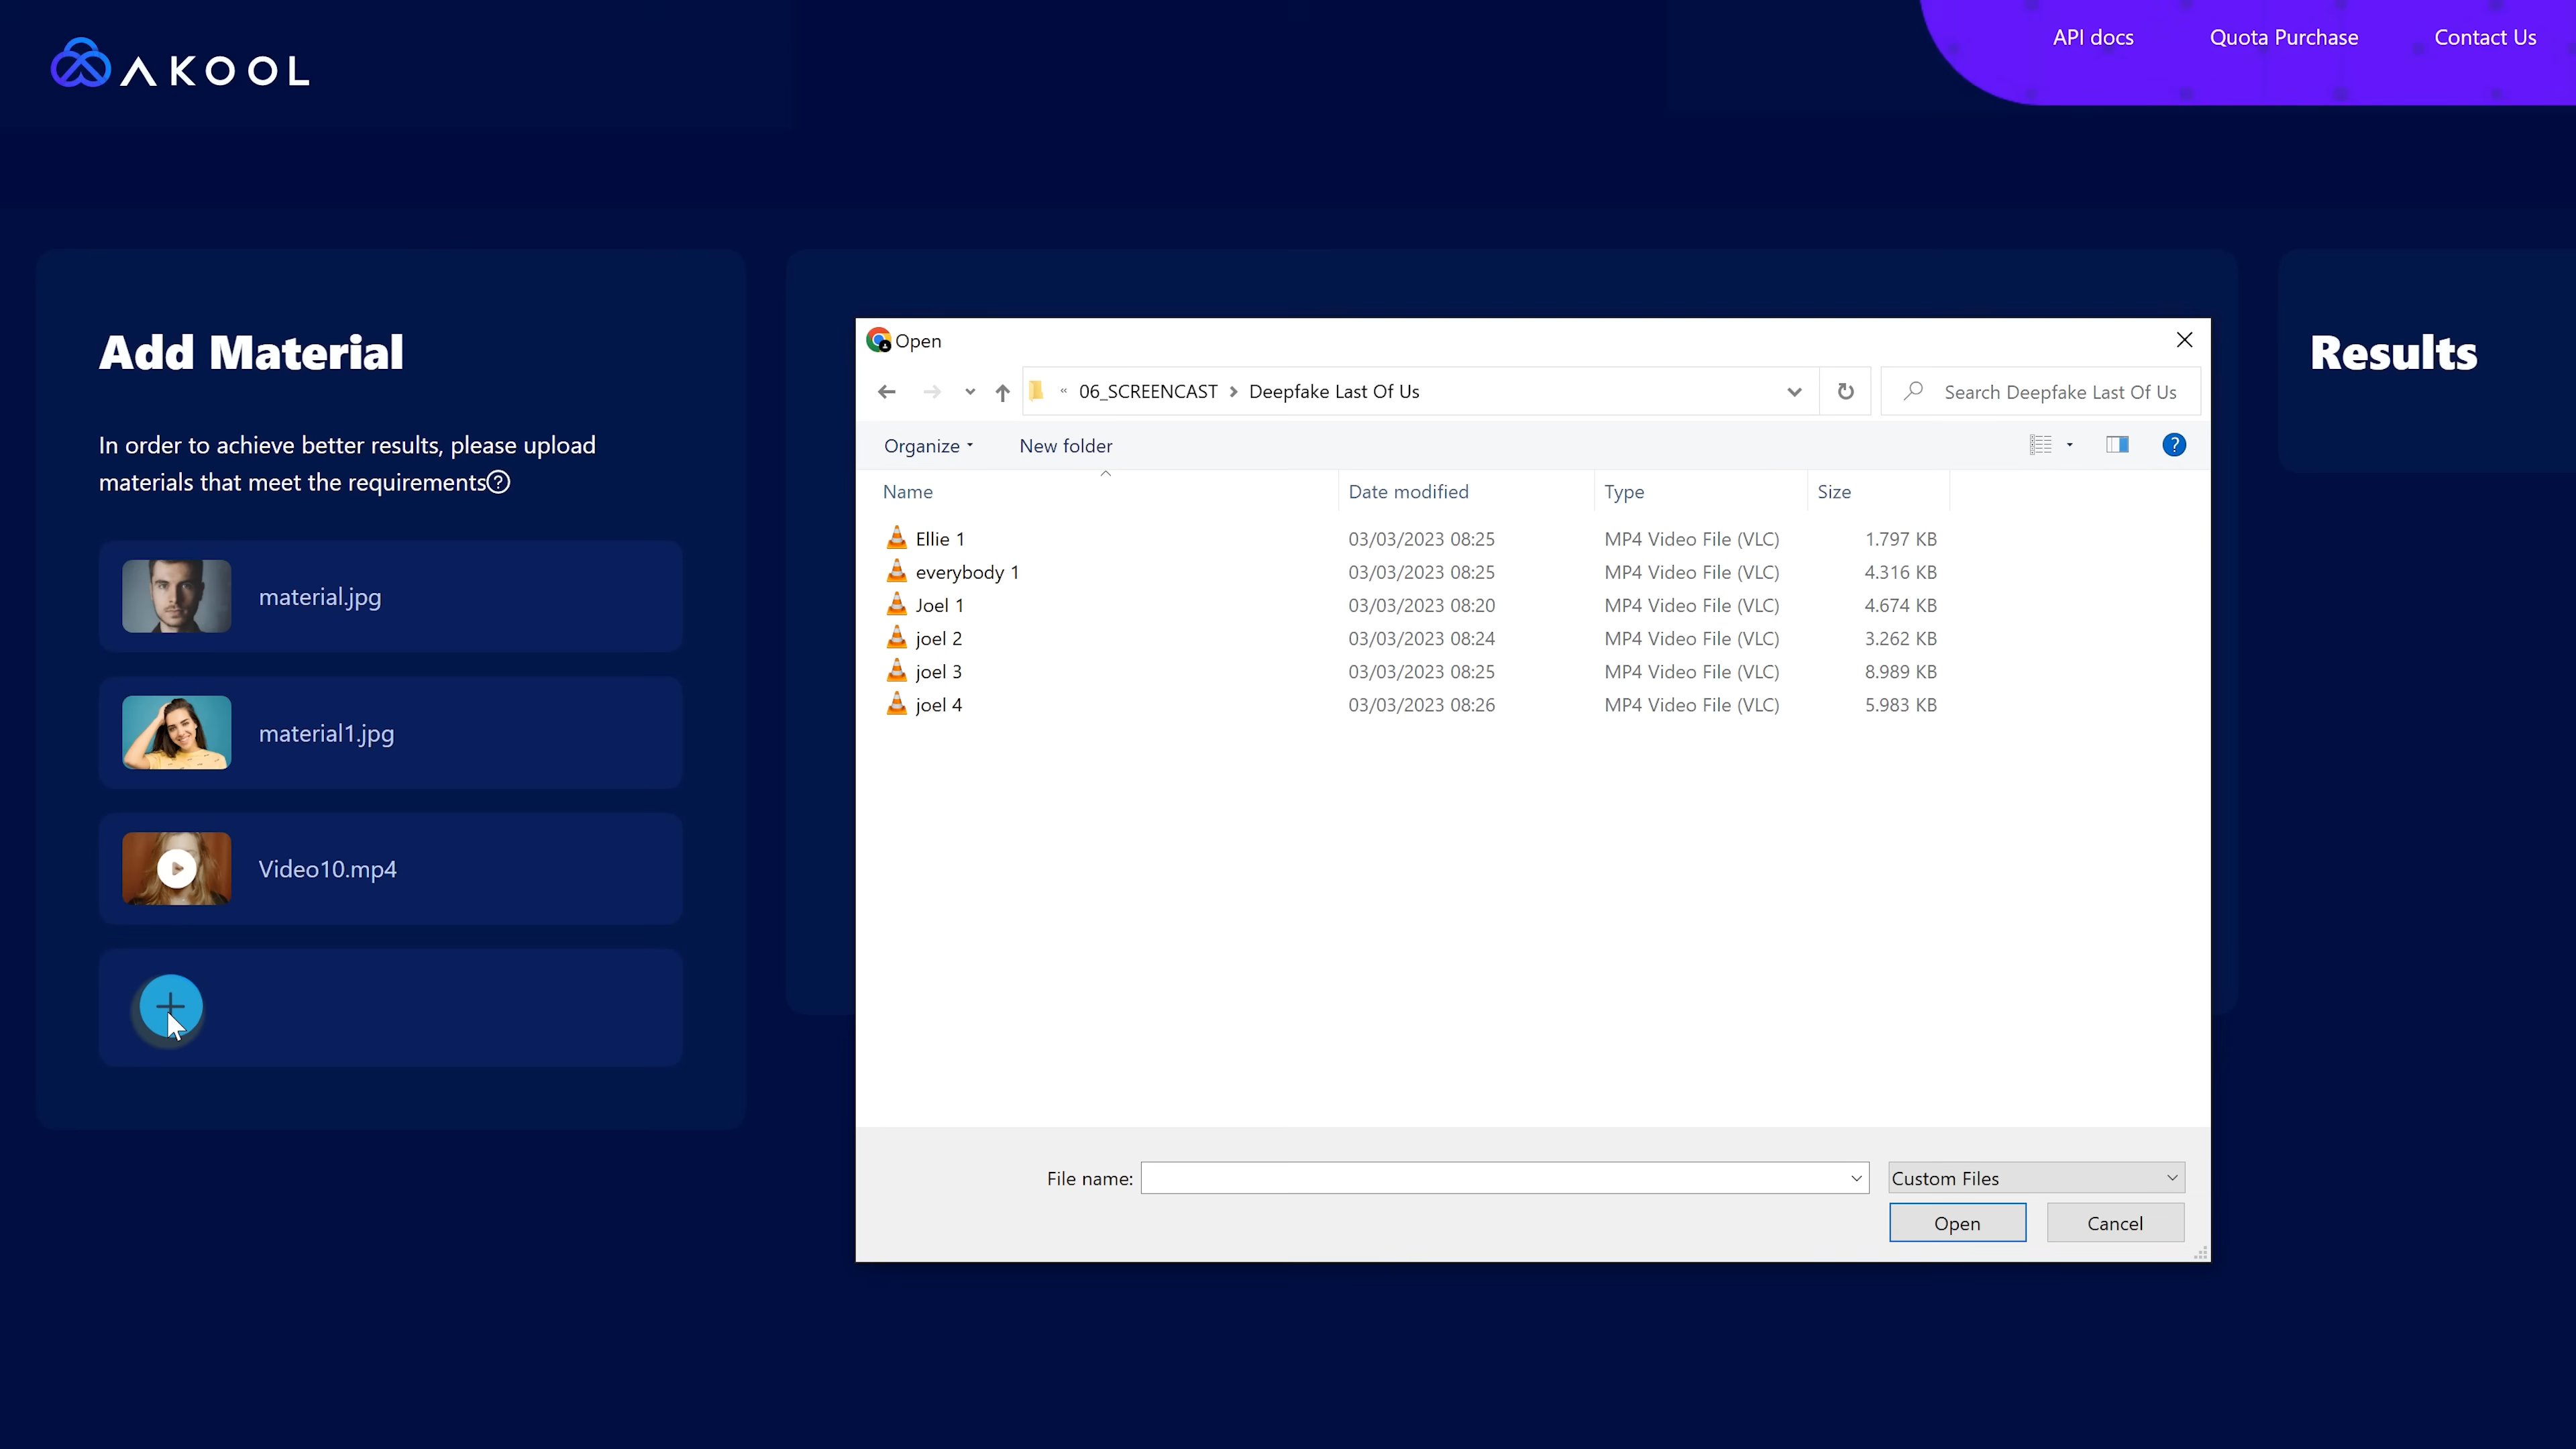 AKOOL
API docs
Quota Purchase
Contact Us
Add Material
In order to achieve better results, please upload
materials that meet the requirements?
material.jpg
material1.jpg
Video10.mp4
Open
« 06_SCREENCAST > Deepfake Last Of Us
Search Deepfake Last Of Us
Organize
New folder
?
Name Date modified Type Size
Ellie 1 03/03/2023 08:25 MP4 Video File (VLC) 1.797 KB
everybody 1 03/03/2023 08:25 MP4 Video File (VLC) 4.316 KB
Joel 1 03/03/2023 08:20 MP4 Video File (VLC) 4.674 KB
joel 2 03/03/2023 08:24 MP4 Video File (VLC) 3.262 KB
joel 3 03/03/2023 08:25 MP4 Video File (VLC) 8.989 KB
joel 4 03/03/2023 08:26 MP4 Video File (VLC) 5.983 KB
File name:
Custom Files
Open
Cancel
Results